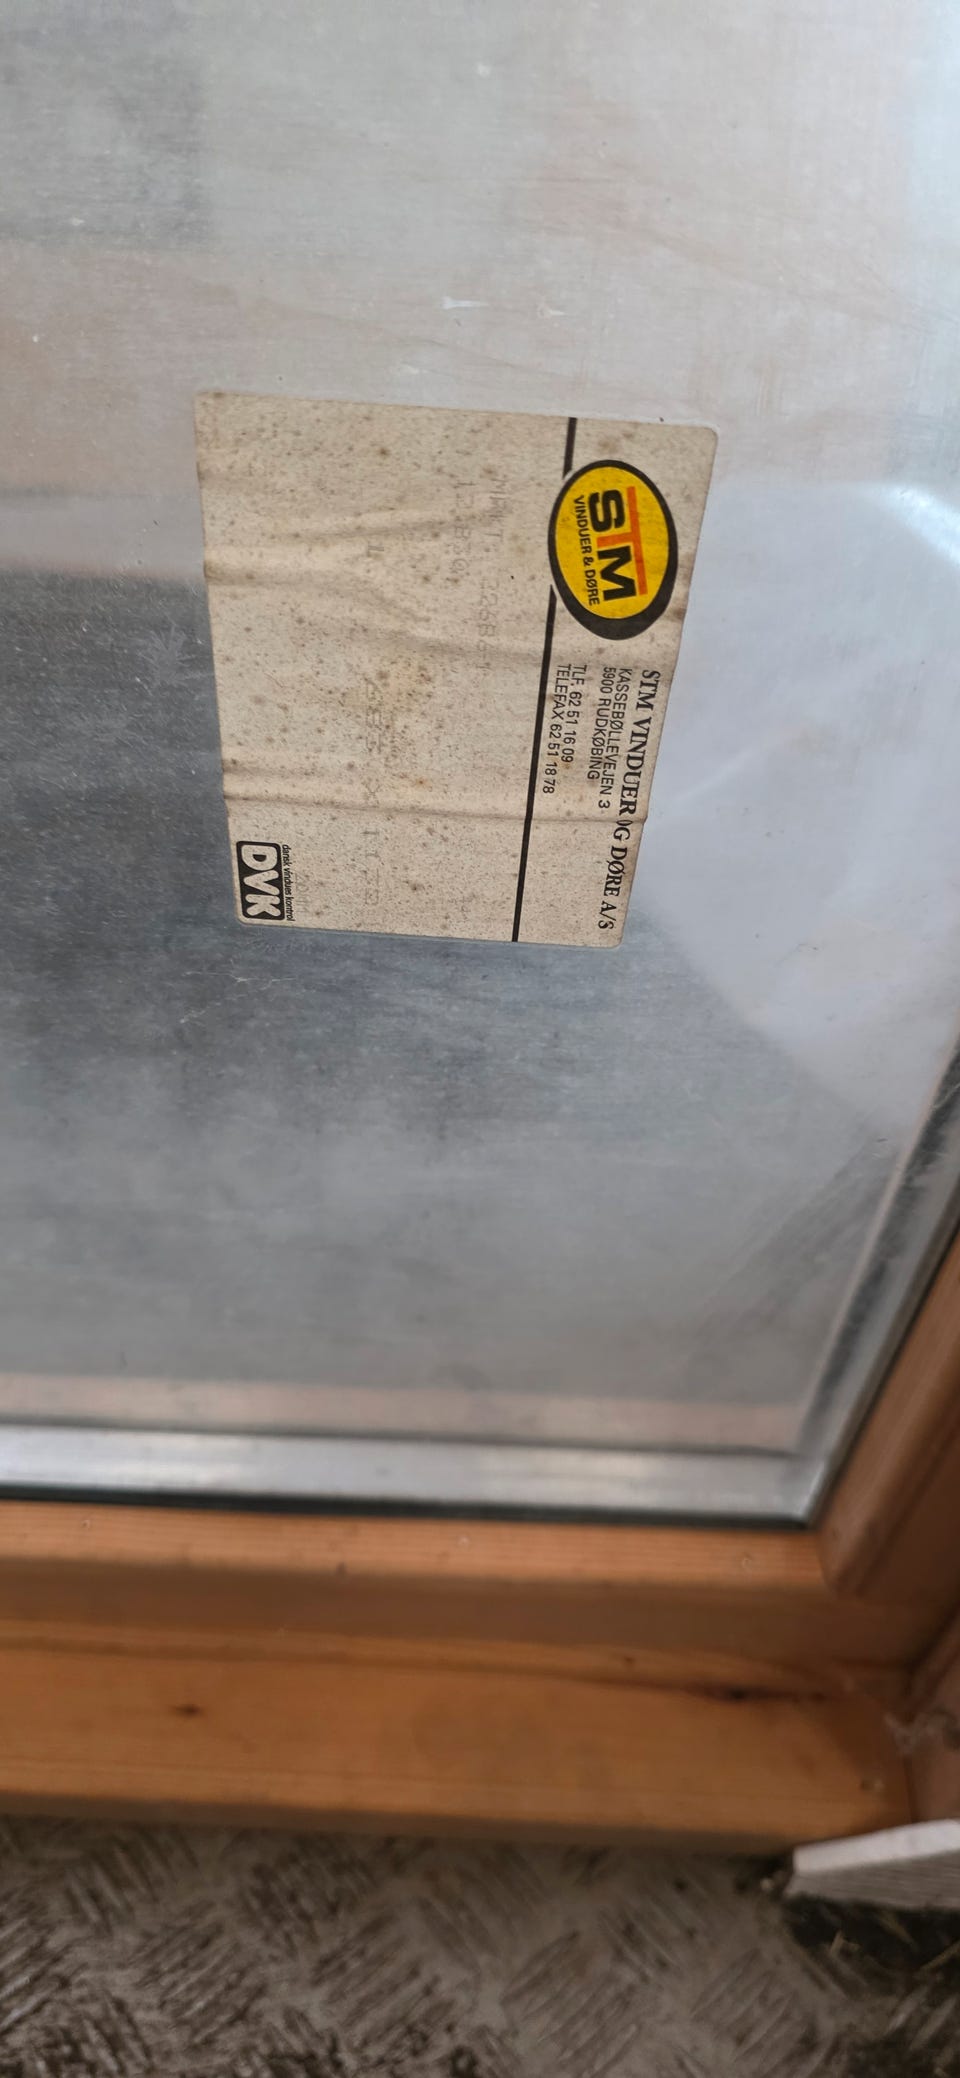 STM
VINDUER & DØRE
STM VINDUER OG DØRE A/S
KASSEBØLLEVEJEN 3
5900 RUDKØBING
TLF. 62 51 16 09
TELEFAX 62 51 18 78
dansk vindues kontrol
DVK